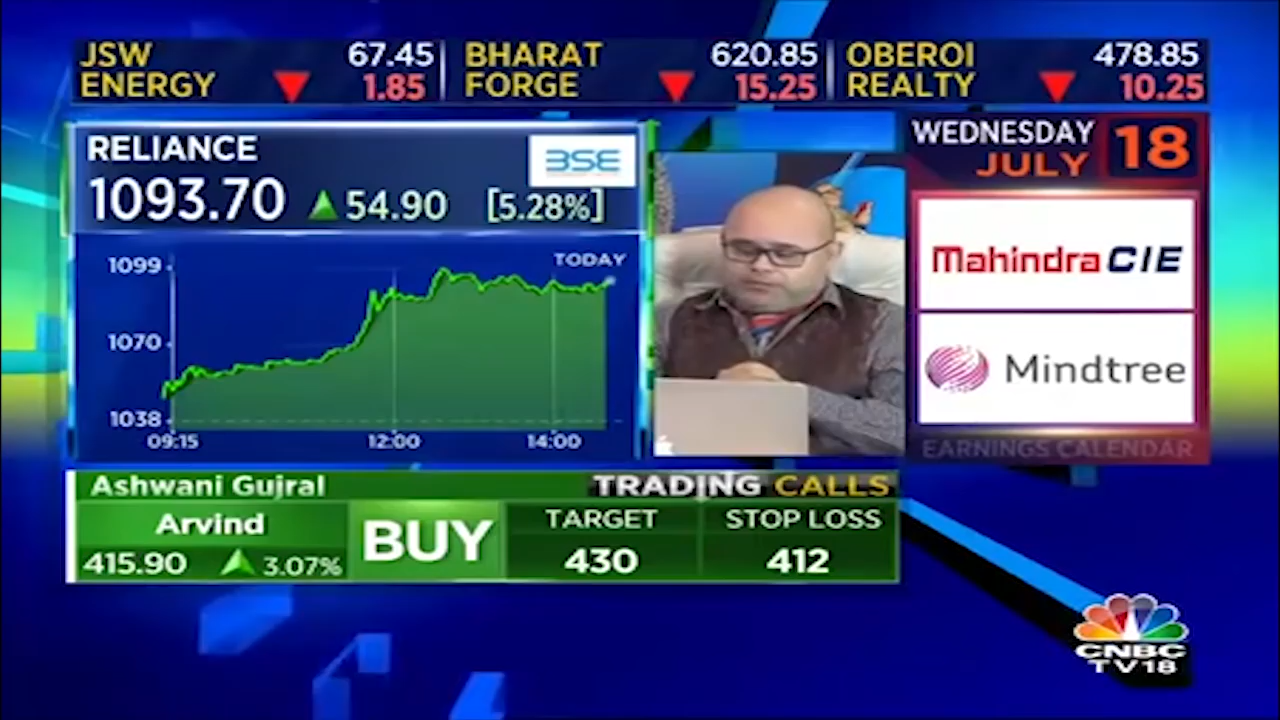 JSW ENERGY 67.45 1.85
BHARAT FORGE 620.85 15.25
OBEROI REALTY 478.85 10.25
RELIANCE
1093.70 54.90 [5.28%]
BSE
TODAY
1099
1070
1038
09:15 12:00 14:00
WEDNESDAY
JULY 18
Mahindra CIE
Mindtree
EARNINGS CALENDAR
Ashwani Gujral TRADING CALLS
Arvind
415.90 3.07%
BUY
TARGET
430
STOP LOSS
412
CNBC
TV18